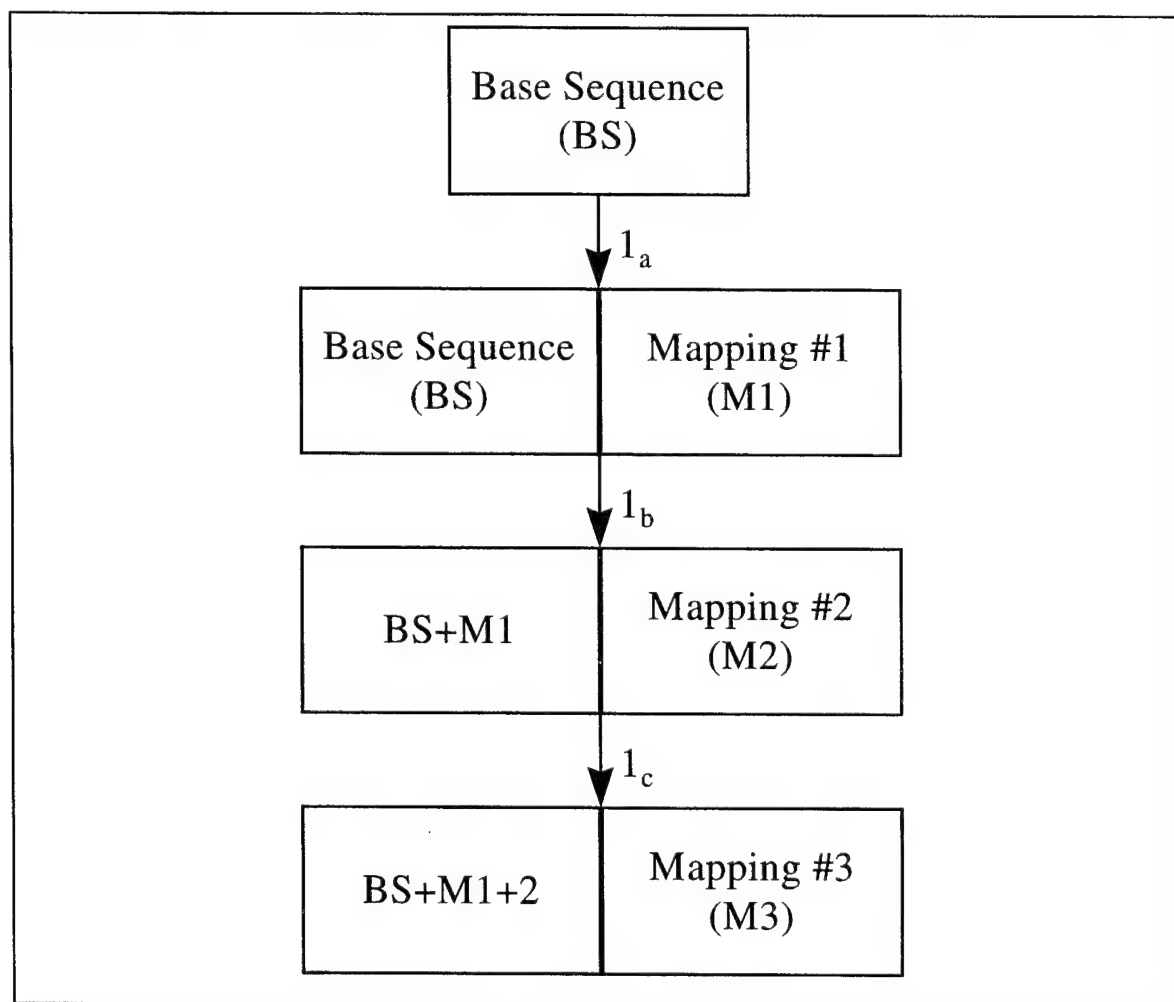 Base Sequence
(BS)
1a
Base Sequence
(BS)
Mapping #1
(M1)
1b
BS+M1
Mapping #2
(M2)
1c
BS+M1+2
Mapping #3
(M3)